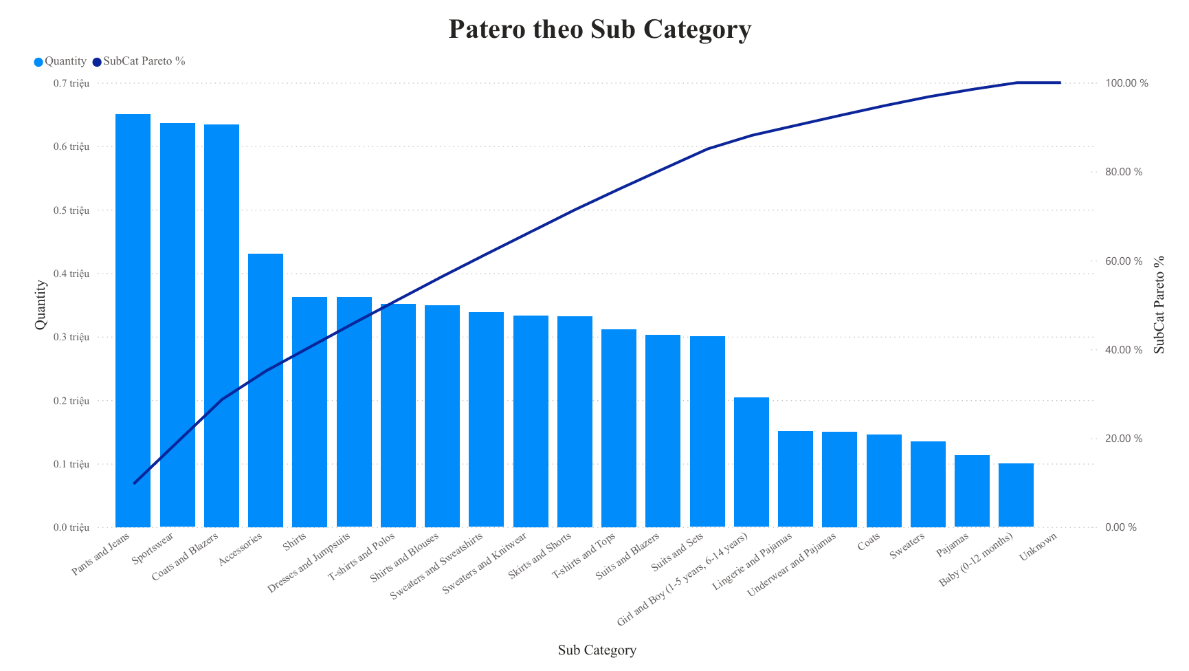 Patero theo Sub Category
Quantity SubCat Pareto %
0.7 triệu
0.6 triệu
0.5 triệu
0.4 triệu
0.3 triệu
0.2 triệu
0.1 triệu
0.0 triệu
Quantity
100.00 %
80.00 %
60.00 %
40.00 %
20.00 %
0.00 %
SubCat Pareto %
Pants and Jeans
Sportswear
Coats and Blazers
Accessories
Shirts
Dresses and Jumpsuits
T-shirts and Polos
Shirts and Blouses
Sweaters and Sweatshirts
Sweaters and Knitwear
Skirts and Shorts
T-shirts and Tops
Suits and Blazers
Suits and Sets
Girl and Boy (1-5 years, 6-14 years)
Lingerie and Pajamas
Underwear and Pajamas
Coats
Sweaters
Pajamas
Baby (0-12 months)
Unknown
Sub Category